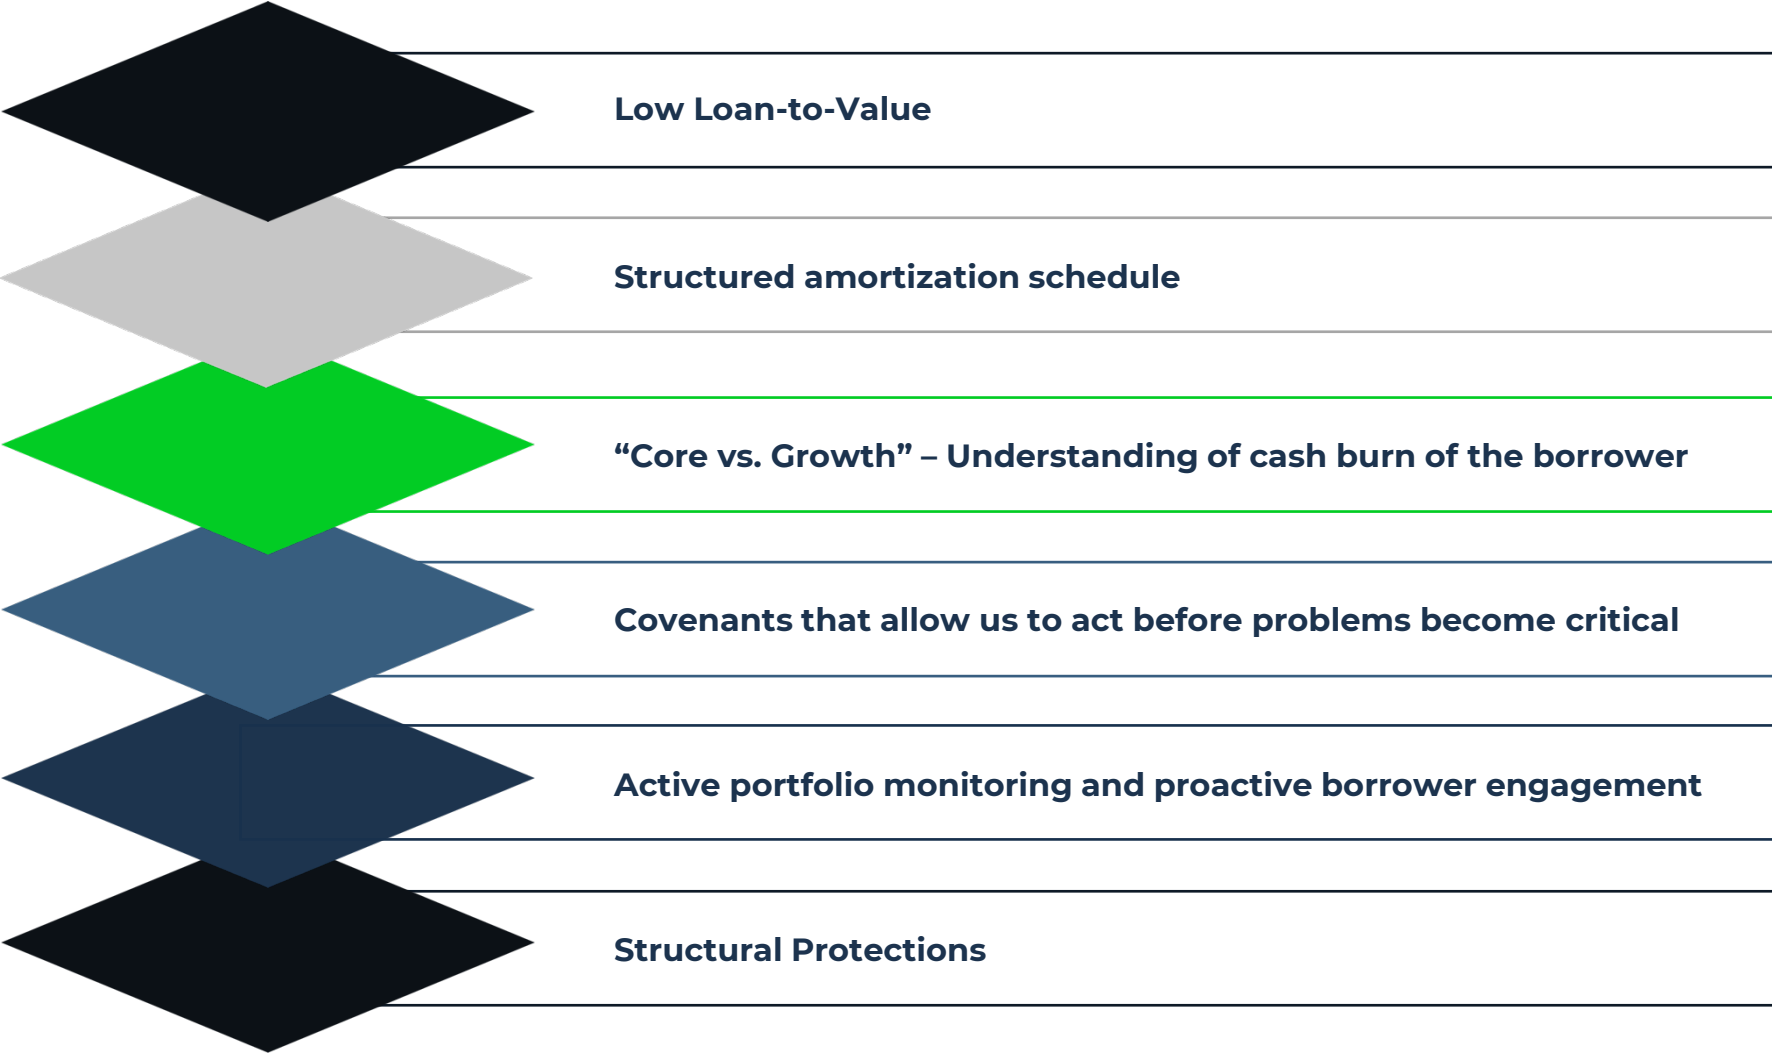 Low Loan-to-Value
Structured amortization schedule
“Core vs. Growth” – Understanding of cash burn of the borrower
Covenants that allow us to act before problems become critical
Active portfolio monitoring and proactive borrower engagement
Structural Protections